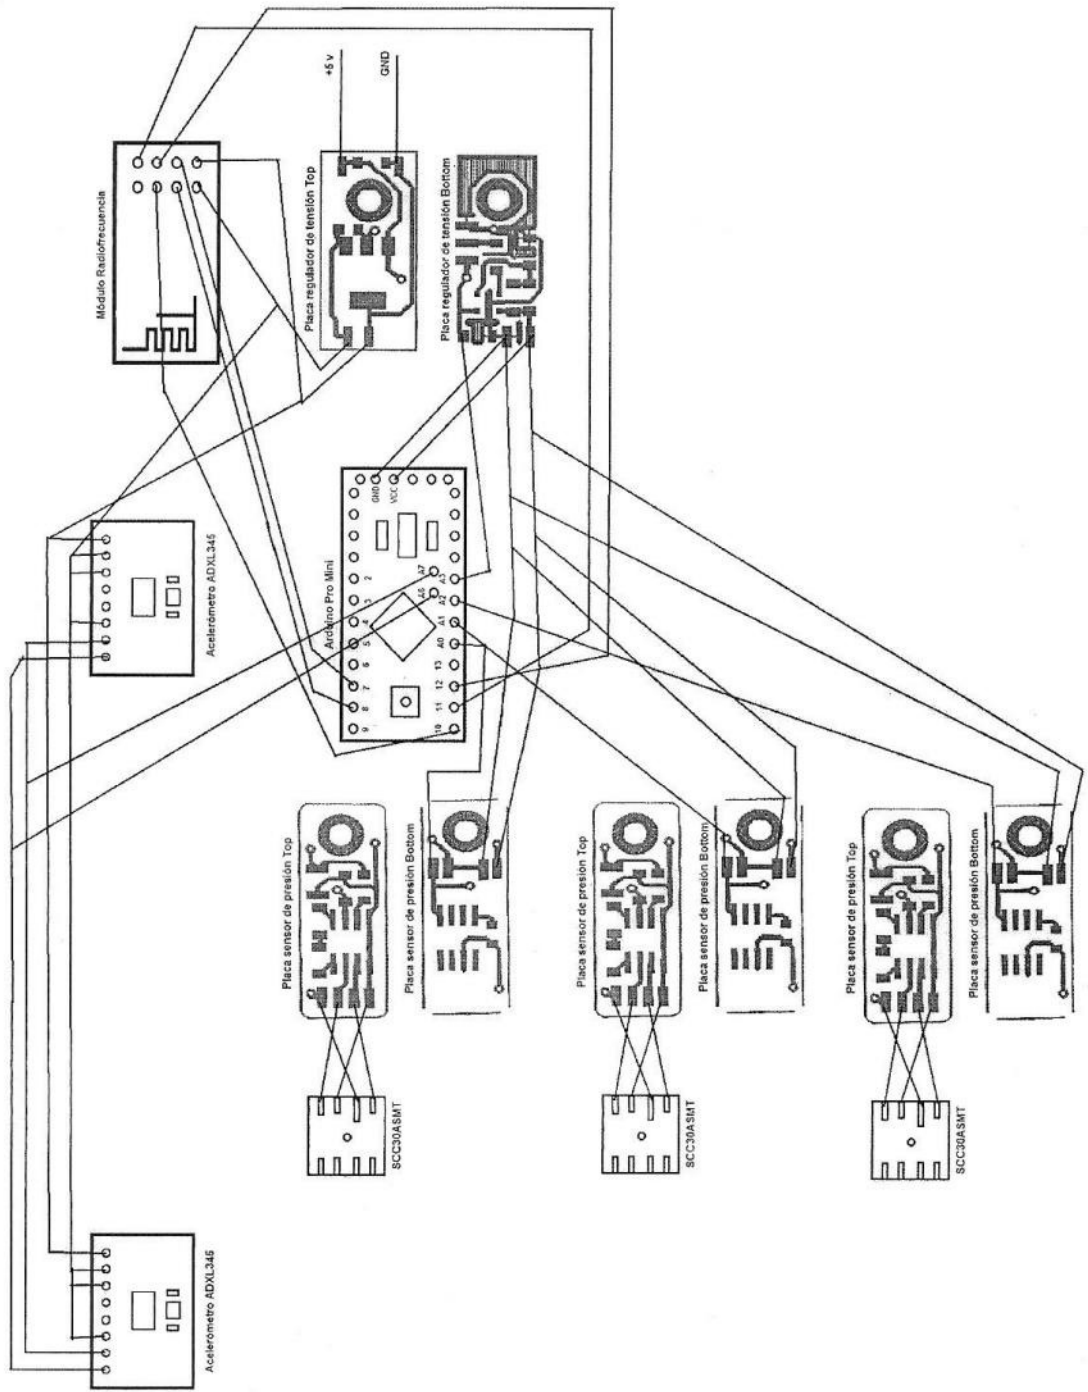 Módulo Radiofrecuencia
+5 V
GND
Placa regulador de tensión Top
Placa regulador de tensión Bottom
Acelerómetro ADXL345
Arduino Pro Mini
GND
VCC
2
3
4
5
6
7
8
9
A7
A6
A3
A2
A1
A0
13
12
11
10
Placa sensor de presión Top
Placa sensor de presión Bottom
SCC30ASMT
Placa sensor de presión Top
Placa sensor de presión Bottom
SCC30ASMT
Placa sensor de presión Top
Placa sensor de presión Bottom
SCC30ASMT
Acelerómetro ADXL345